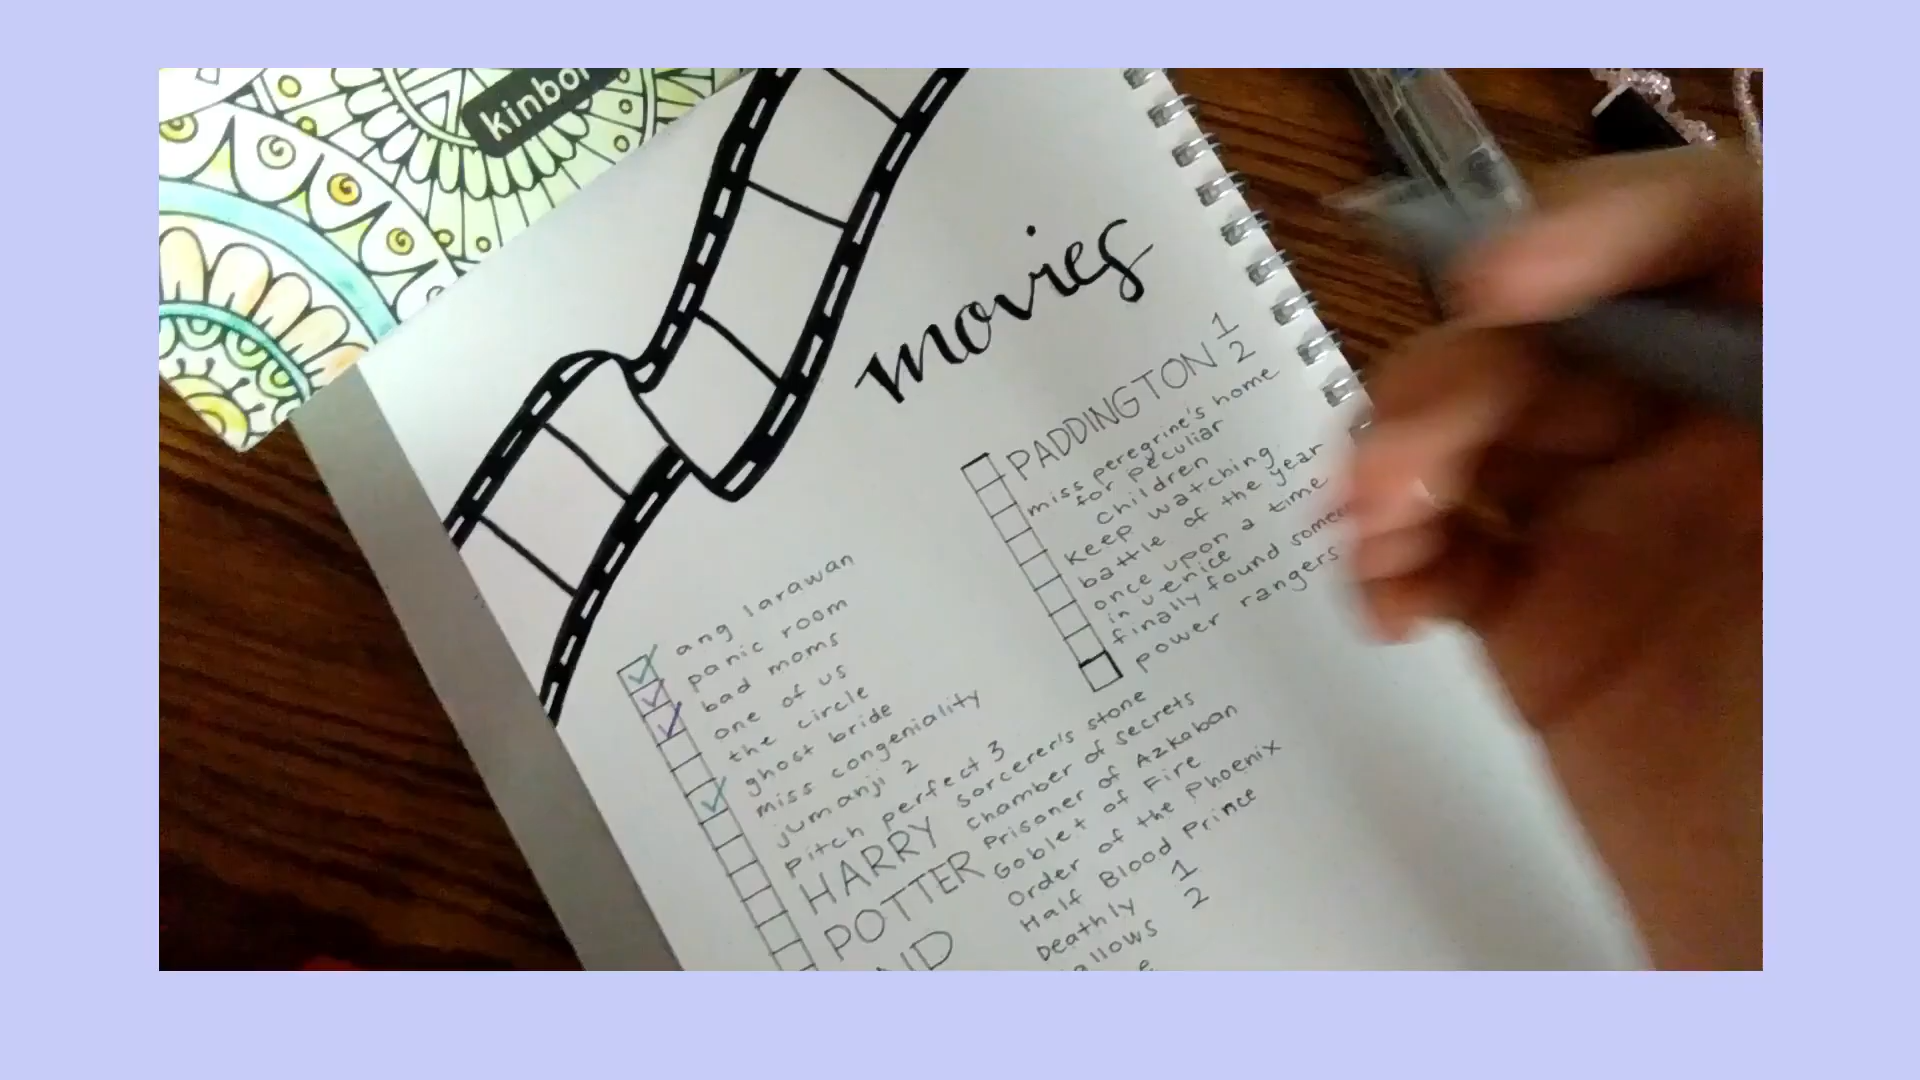 kinbor
movies
ang larawan
panic room
bad moms
one of us
the circle
ghost bride
miss congeniality
jumanji 2
pitch perfect 3
HARRY
POTTER
AND
sorcerer's stone
chamber of secrets
Prisoner of Azkaban
Goblet of Fire
Order of the Phoenix
Half Blood Prince
Deathly 1
allows 2
PADDINGTON 1
2
miss peregrine's home
for peculiar
children
keep watching
battle of the year
once upon a time
in venice
finally found
power rangers